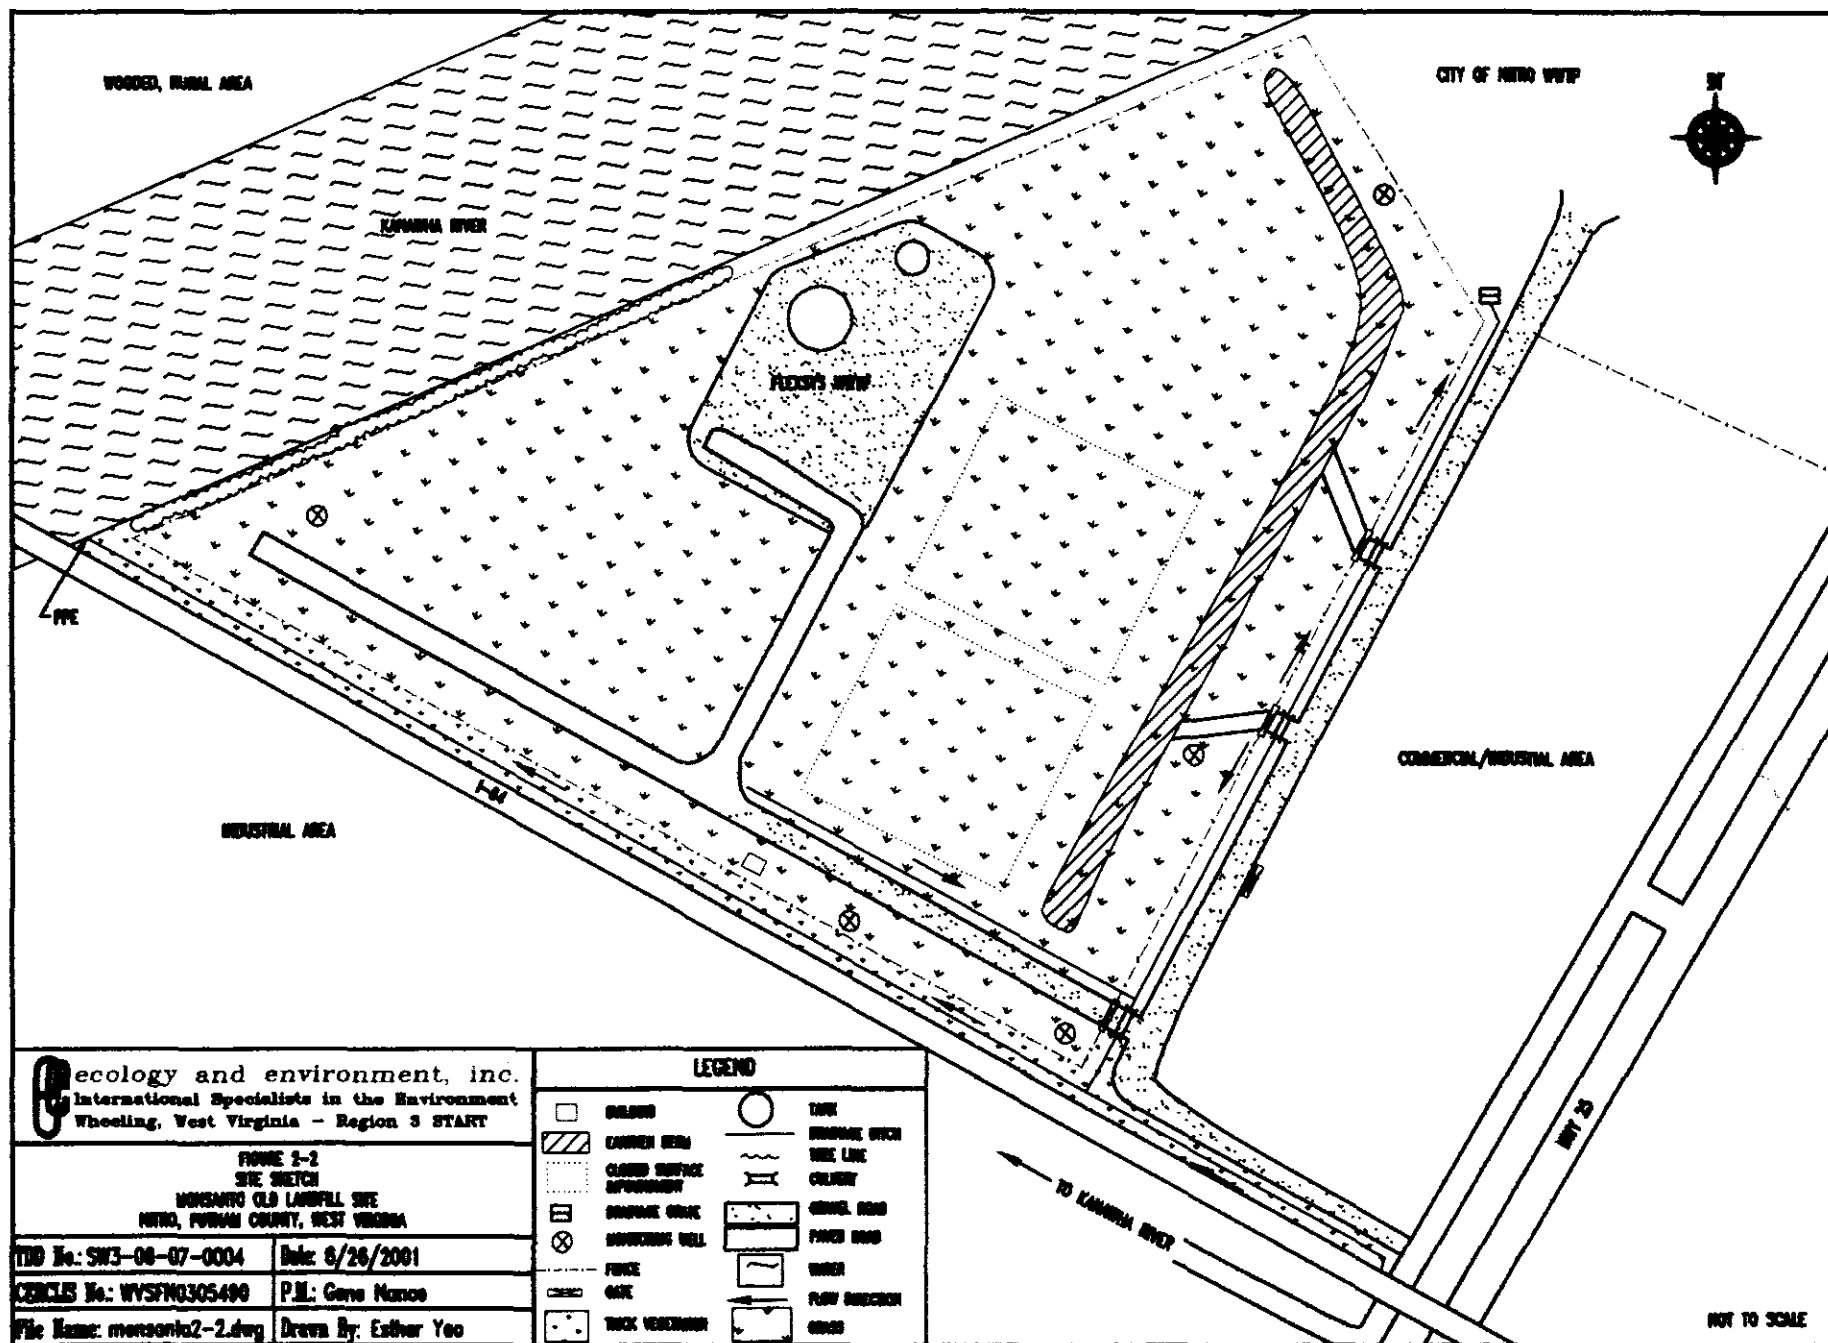 WOODED, RURAL AREA
CITY OF NITRO WWTP
N
KANAWHA RIVER
FLEXSYS WWTP
PPE
I-64
INDUSTRIAL AREA
COMMERCIAL/INDUSTRIAL AREA
HWY 25
TO KANAWHA RIVER
NOT TO SCALE
ecology and environment, inc.
International Specialists in the Environment
Wheeling, West Virginia - Region 3 START
FIGURE 2-2
SITE SKETCH
MONSANTO OLD LANDFILL SITE
NITRO, PUTNAM COUNTY, WEST VIRGINIA
TDD No.: SW3-08-07-0004
Date: 6/26/2001
CERCLIS No.: WVSFN0305490
P.M.: Gene Nance
File Name: monsanto2-2.dwg
Drawn By: Esther Yeo
LEGEND
BUILDING
EARTHEN BERM
CLOSED SURFACE
IMPOUNDMENT
DRAINAGE GRATE
MONITORING WELL
FENCE
GATE
THICK VEGETATION
TANK
DRAINAGE DITCH
TREE LINE
CULVERT
GRAVEL ROAD
PAVED ROAD
WATER
FLOW DIRECTION
GRASS